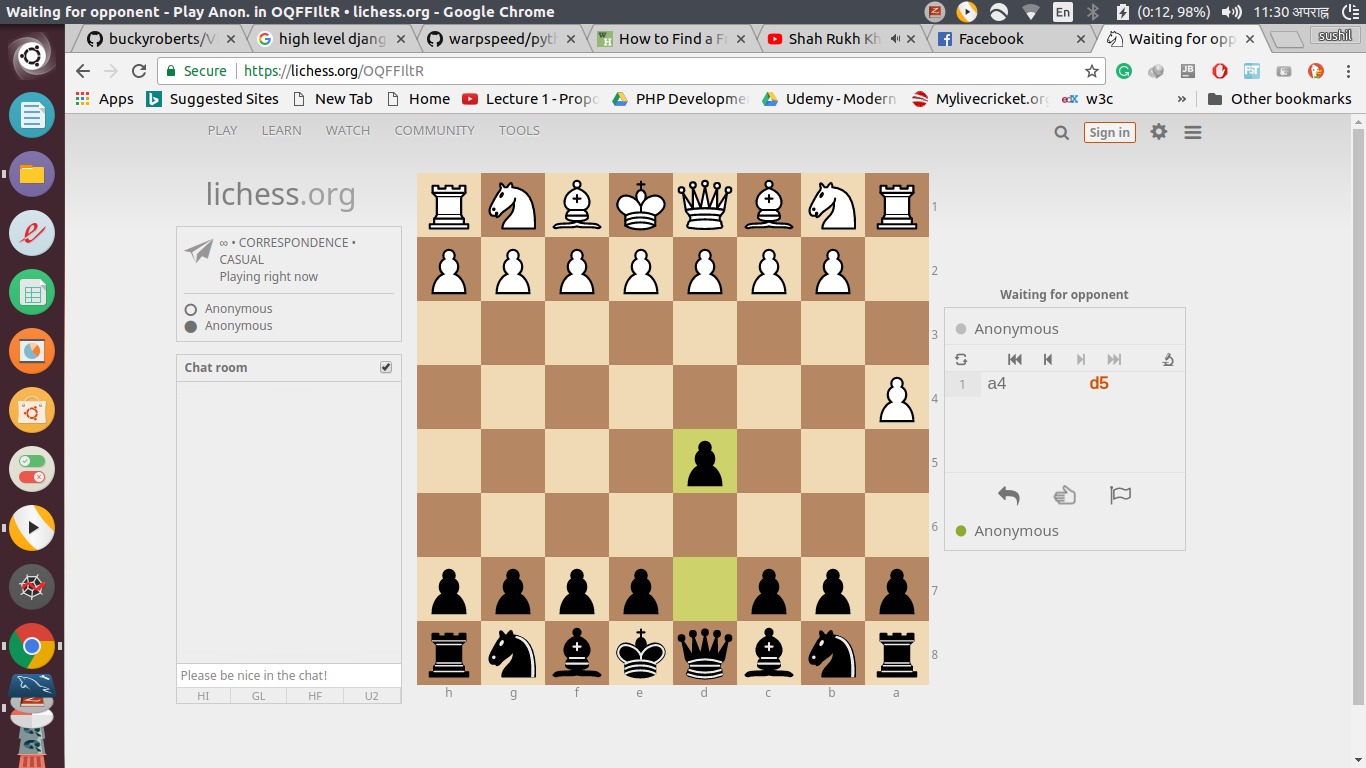 Waiting for opponent - Play Anon. in OQFFIltR • lichess.org - Google Chrome
En (0:12, 98%) 11:30 अपराह्न
buckyroberts/Vi
high level djang
warpspeed/pyth
How to Find a Fr
Shah Rukh Kh
Facebook
Waiting for opp
sushil
Secure https://lichess.org/OQFFIltR
Apps Suggested Sites New Tab Home Lecture 1 - Propo PHP Developme Udemy - Modern Mylivecricket.org w3c » Other bookmarks
PLAY LEARN WATCH COMMUNITY TOOLS Sign in
lichess.org
∞ • CORRESPONDENCE •
CASUAL
Playing right now
Anonymous
Anonymous
Chat room
Please be nice in the chat!
HI GL HF U2
1
2
3
4
5
6
7
8
h g f e d c b a
Waiting for opponent
Anonymous
1 a4 d5
Anonymous